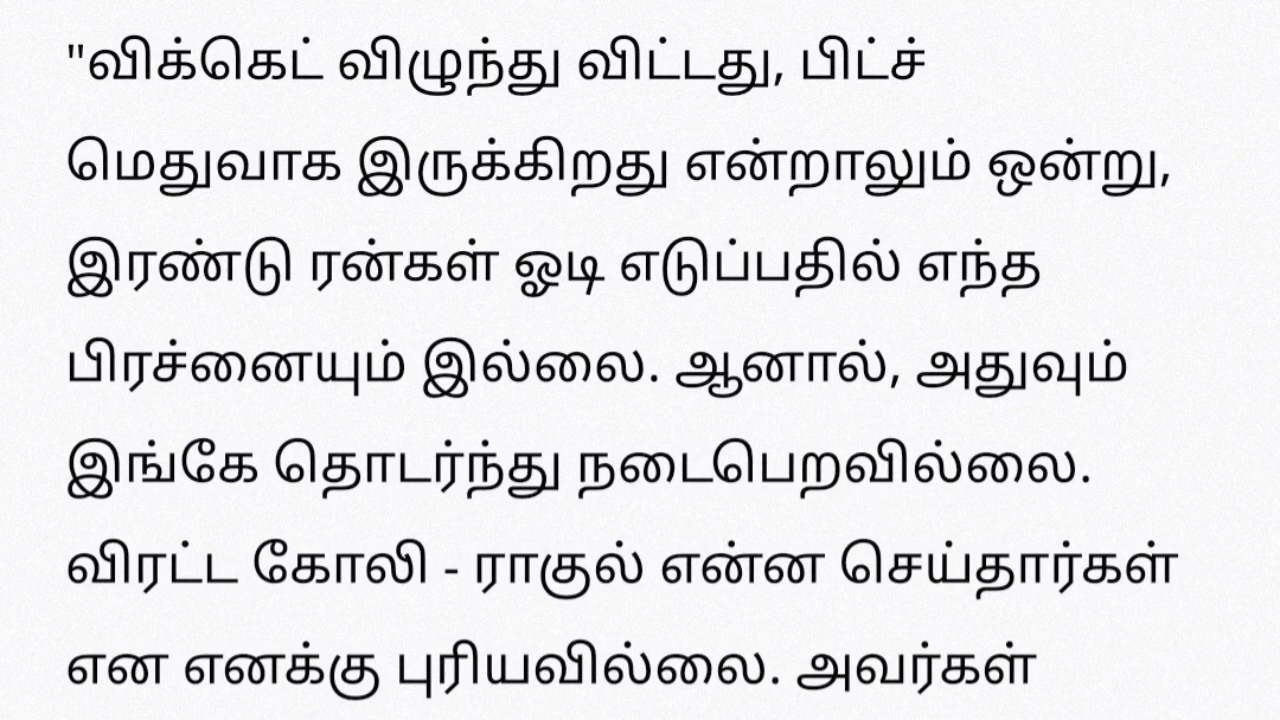 "விக்கெட் விழுந்து விட்டது, பிட்ச்
மெதுவாக இருக்கிறது என்றாலும் ஒன்று,
இரண்டு ரன்கள் ஓடி எடுப்பதில் எந்த
பிரச்னையும் இல்லை. ஆனால், அதுவும்
இங்கே தொடர்ந்து நடைபெறவில்லை.
விரட்ட கோலி - ராகுல் என்ன செய்தார்கள்
என எனக்கு புரியவில்லை. அவர்கள்